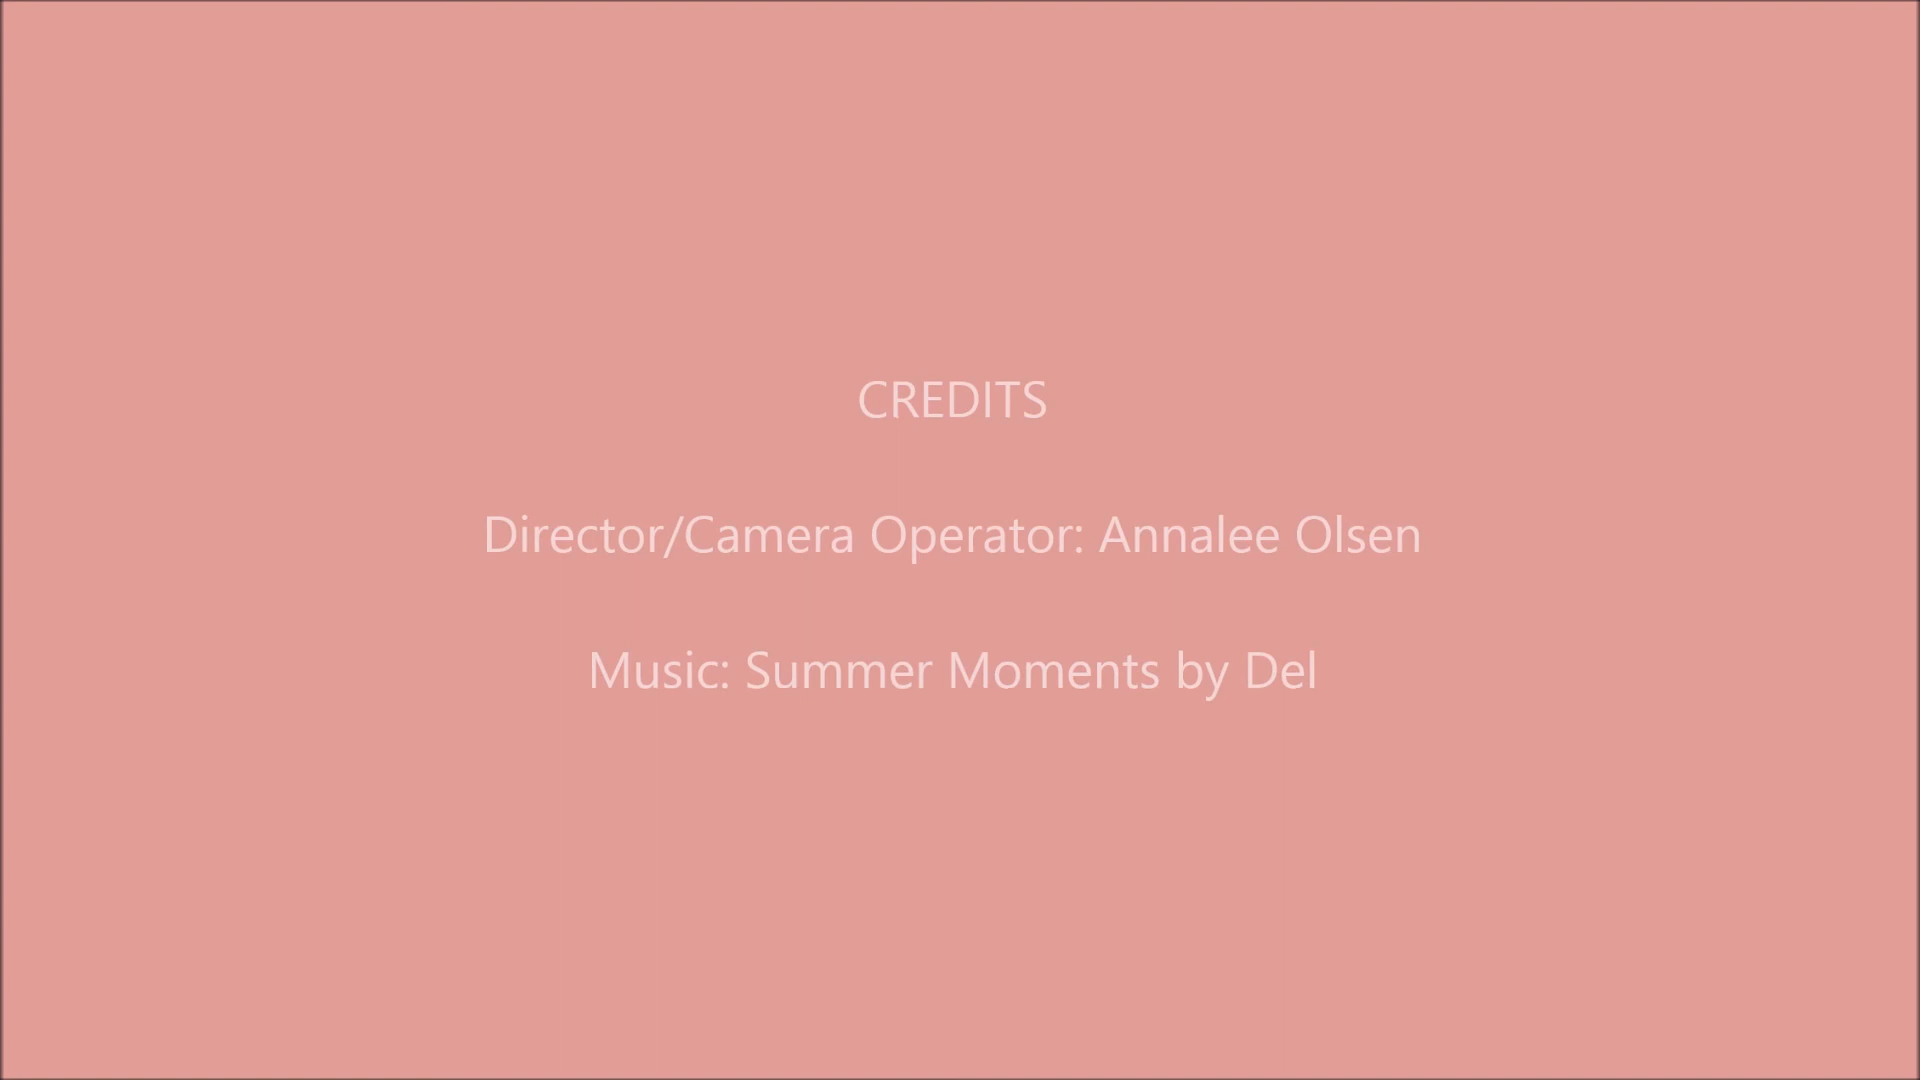 CREDITS
Director/Camera Operator: Annalee Olsen
Music: Summer Moments by Del